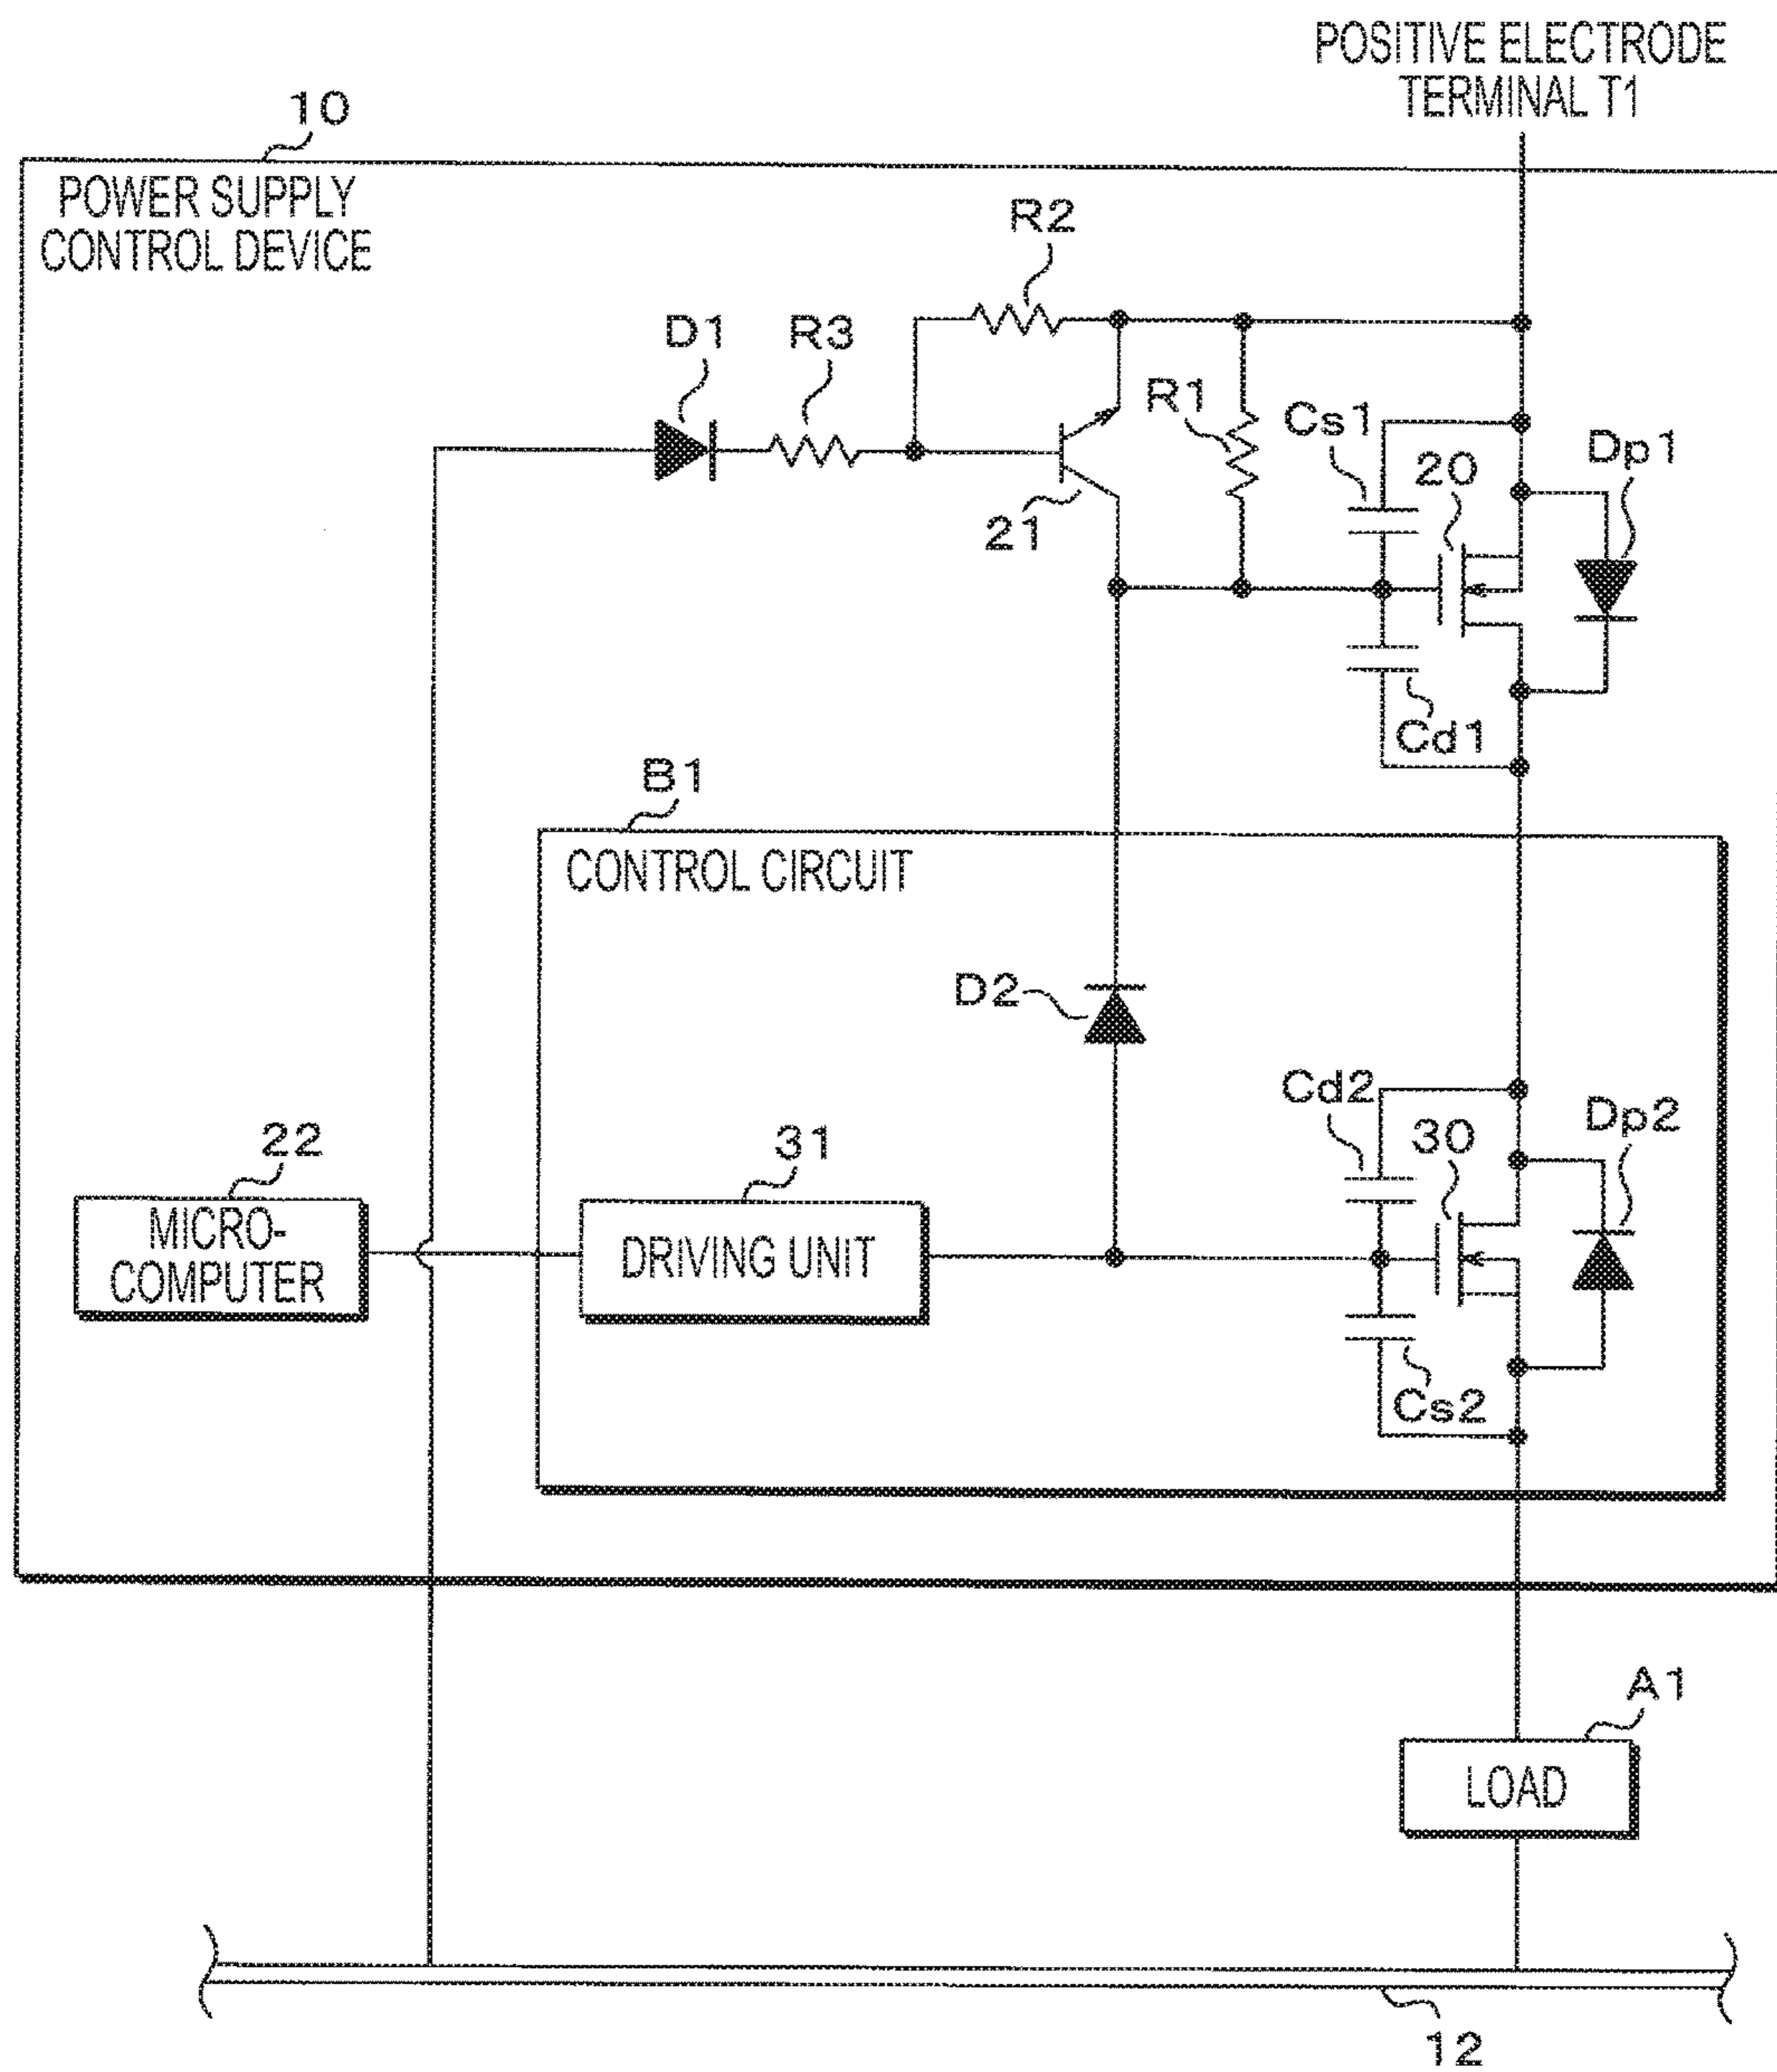 POSITIVE ELECTRODE
TERMINAL T1
10
POWER SUPPLY
CONTROL DEVICE
R2
D1
R3
R1
Cs1
20
Dp1
21
Cd1
B1
CONTROL CIRCUIT
D2
Cd2
30
Dp2
22
31
MICRO-
COMPUTER
DRIVING UNIT
Cs2
A1
LOAD
12